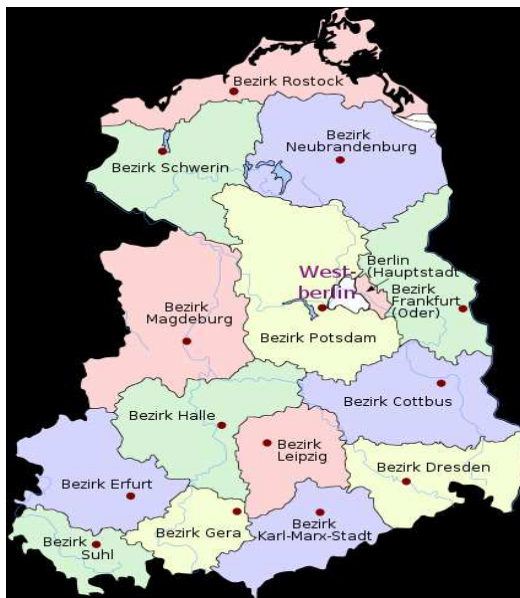 Bezirk Rostock
Bezirk
Neubrandenburg
Bezirk Schwerin
West-
berlin
Berlin
(Hauptstadt
Bezirk
Frankfurt
(Oder)
Bezirk
Magdeburg
Bezirk Potsdam
Bezirk Cottbus
Bezirk Halle
Bezirk
Leipzig
Bezirk Dresden
Bezirk Erfurt
Bezirk Gera
Bezirk
Karl-Marx-Stadt
Bezirk
Suhl